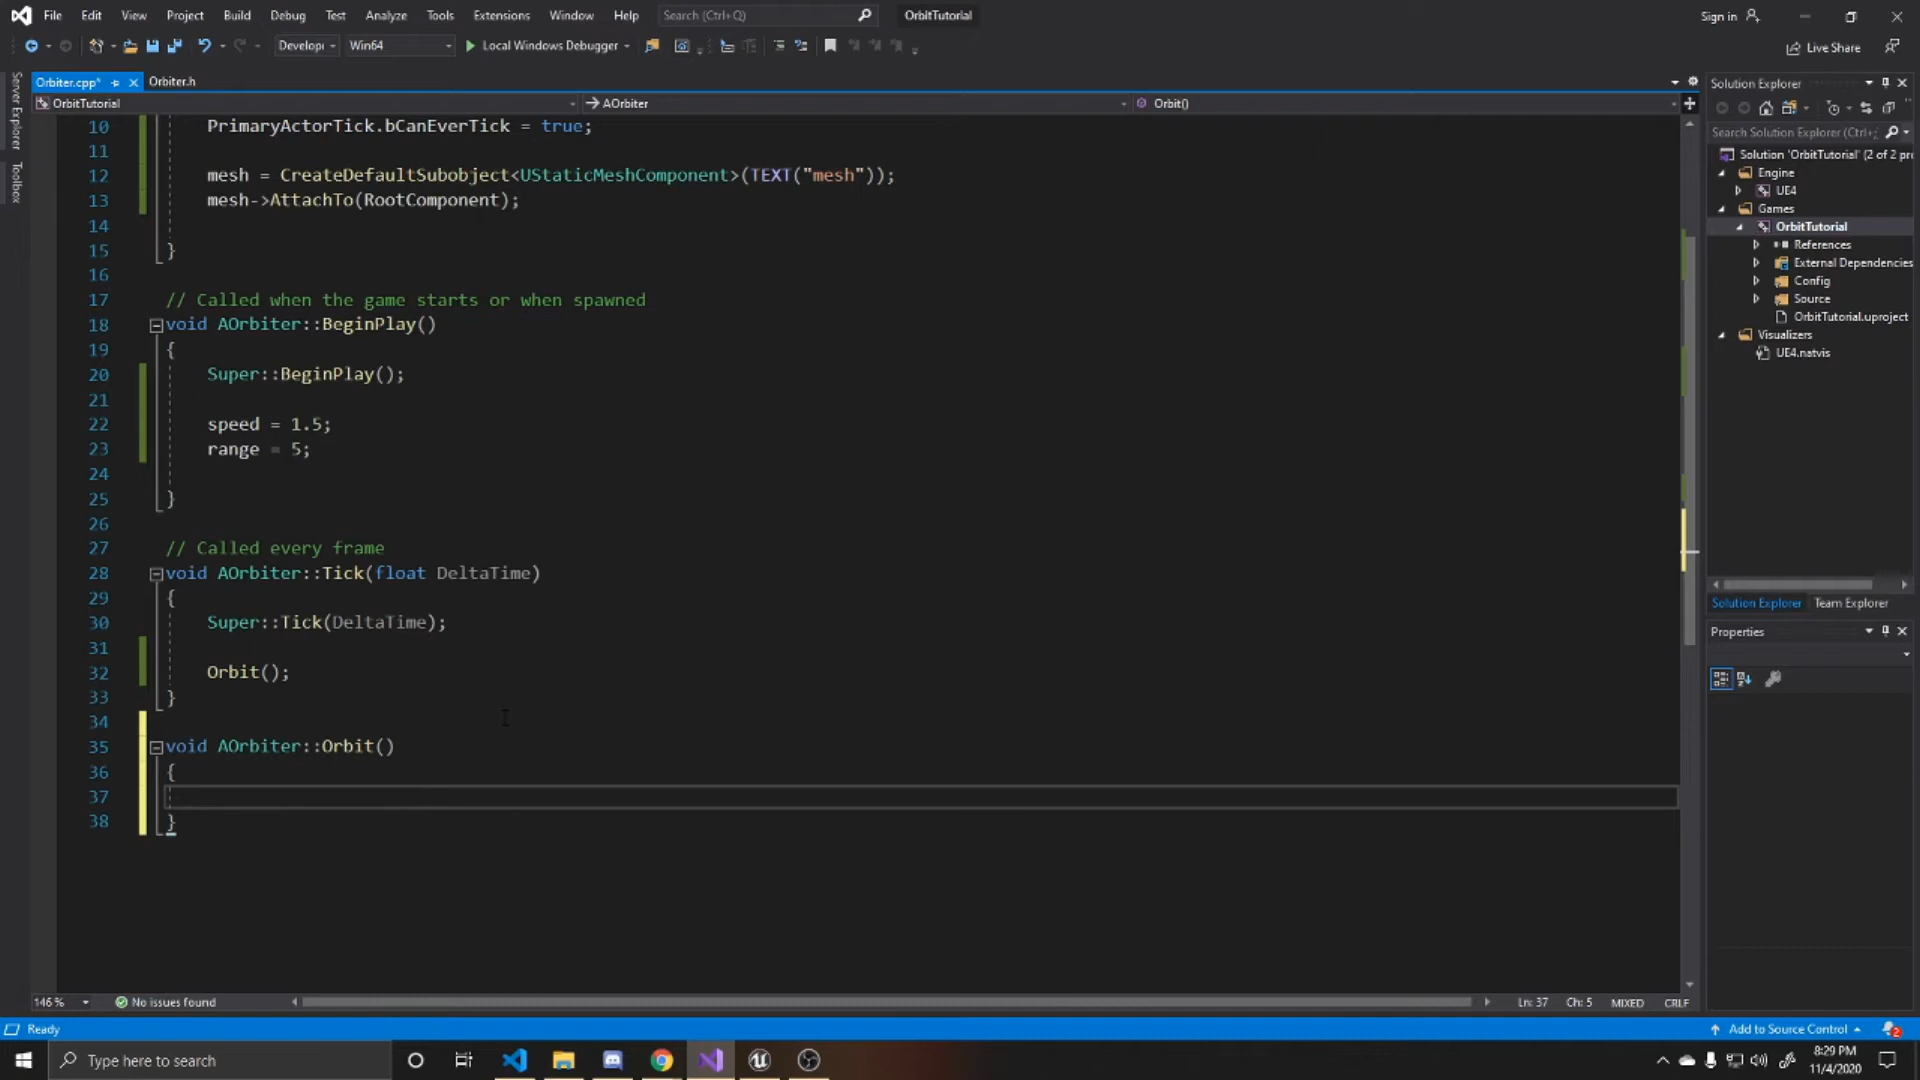 File Edit View Project Build Debug Test Analyze Tools Extensions Window Help Search (Ctrl+Q) OrbitTutorial Sign in
Develop Win64 Local Windows Debugger Live Share
Orbiter.cpp* Orbiter.h
OrbitTutorial AOrbiter Orbit()
Server Explorer
Toolbox
10 PrimaryActorTick.bCanEverTick = true;
11
12 mesh = CreateDefaultSubobject<UStaticMeshComponent>(TEXT("mesh"));
13 mesh->AttachTo(RootComponent);
14
15 }
16
17 // Called when the game starts or when spawned
18 void AOrbiter::BeginPlay()
19 {
20 Super::BeginPlay();
21
22 speed = 1.5;
23 range = 5;
24
25 }
26
27 // Called every frame
28 void AOrbiter::Tick(float DeltaTime)
29 {
30 Super::Tick(DeltaTime);
31
32 Orbit();
33 }
34
35 void AOrbiter::Orbit()
36 {
37
38 }
Solution Explorer
Search Solution Explorer (Ctrl+;
Solution 'OrbitTutorial' (2 of 2 pr
Engine
UE4
Games
OrbitTutorial
References
External Dependencies
Config
Source
OrbitTutorial.uproject
Visualizers
UE4.natvis
Solution Explorer Team Explorer
Properties
146 % No issues found Ln: 37 Ch: 5 MIXED CRLF
Ready Add to Source Control 2
Type here to search 8:29 PM
11/4/2020